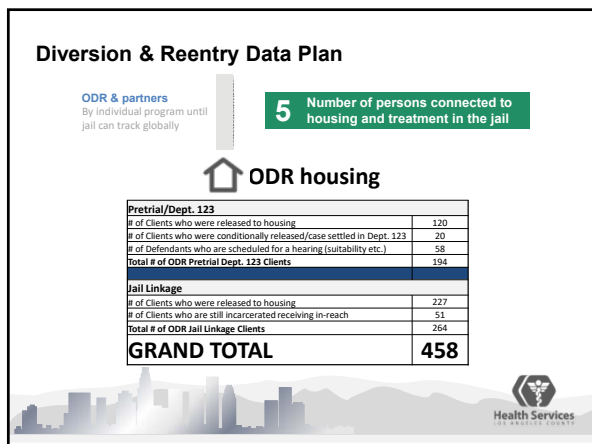 Diversion & Reentry Data Plan
ODR & partners
By individual program until
jail can track globally
5
Number of persons connected to
housing and treatment in the jail
ODR housing
Pretrial/Dept. 123
# of Clients who were released to housing 120
# of Clients who were conditionally released/case settled in Dept. 123 20
# of Defendants who are scheduled for a hearing (suitability etc.) 58
Total # of ODR Pretrial Dept. 123 Clients 194
Jail Linkage
# of Clients who were released to housing 227
# of Clients who are still incarcerated receiving in-reach 51
Total # of ODR Jail Linkage Clients 264
GRAND TOTAL 458
Health Services
LOS ANGELES COUNTY